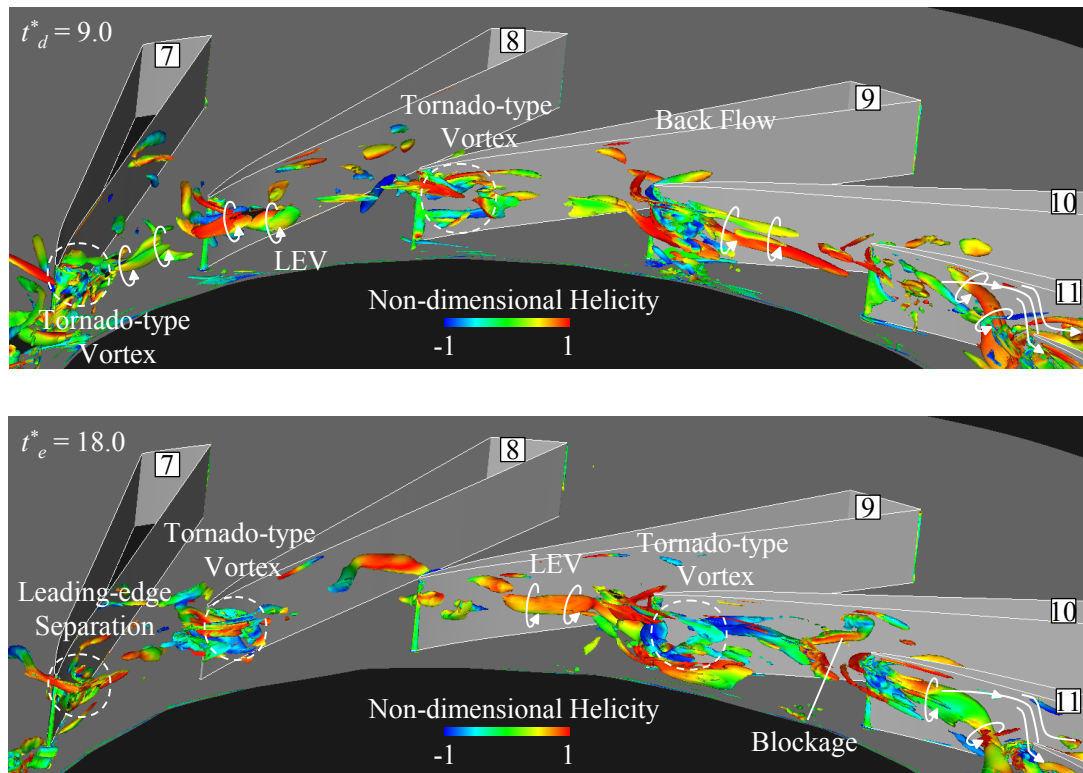 t*d = 9.0
7
8
Tornado-type
Vortex
9
Back Flow
10
LEV
11
Non-dimensional Helicity
-1 1
Tornado-type
Vortex
t*e = 18.0
7
8
9
Tornado-type
Vortex
LEV
Tornado-type
Vortex
Leading-edge
Separation
10
11
Non-dimensional Helicity
-1 1
Blockage